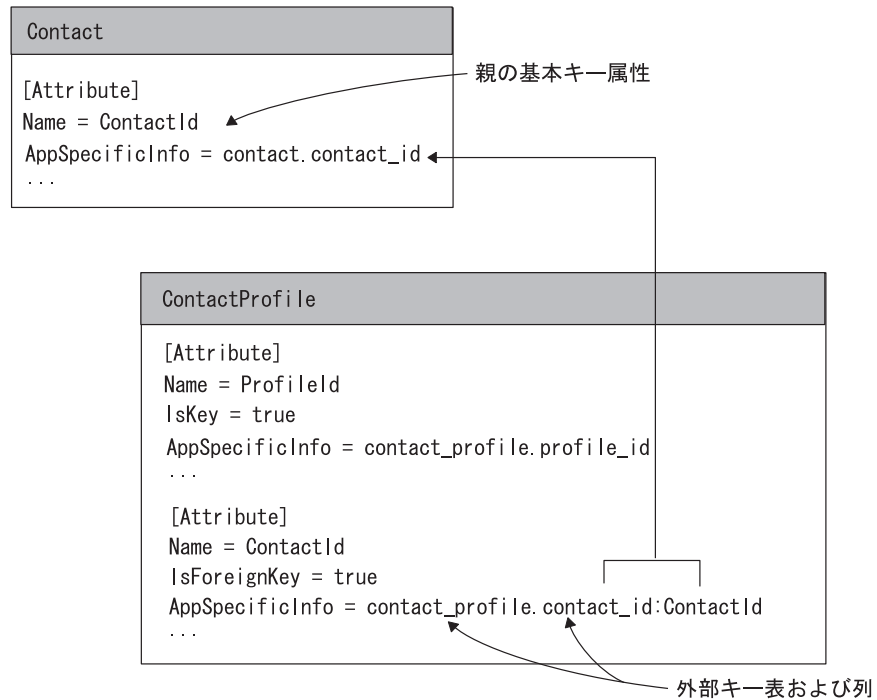 Contact
[Attribute]
Name = ContactId
AppSpecificInfo = contact.contact_id
...
親の基本キー属性
ContactProfile
[Attribute]
Name = ProfileId
IsKey = true
AppSpecificInfo = contact_profile.profile_id
...
[Attribute]
Name = ContactId
IsForeignKey = true
AppSpecificInfo = contact_profile.contact_id:ContactId
...
外部キー表および列